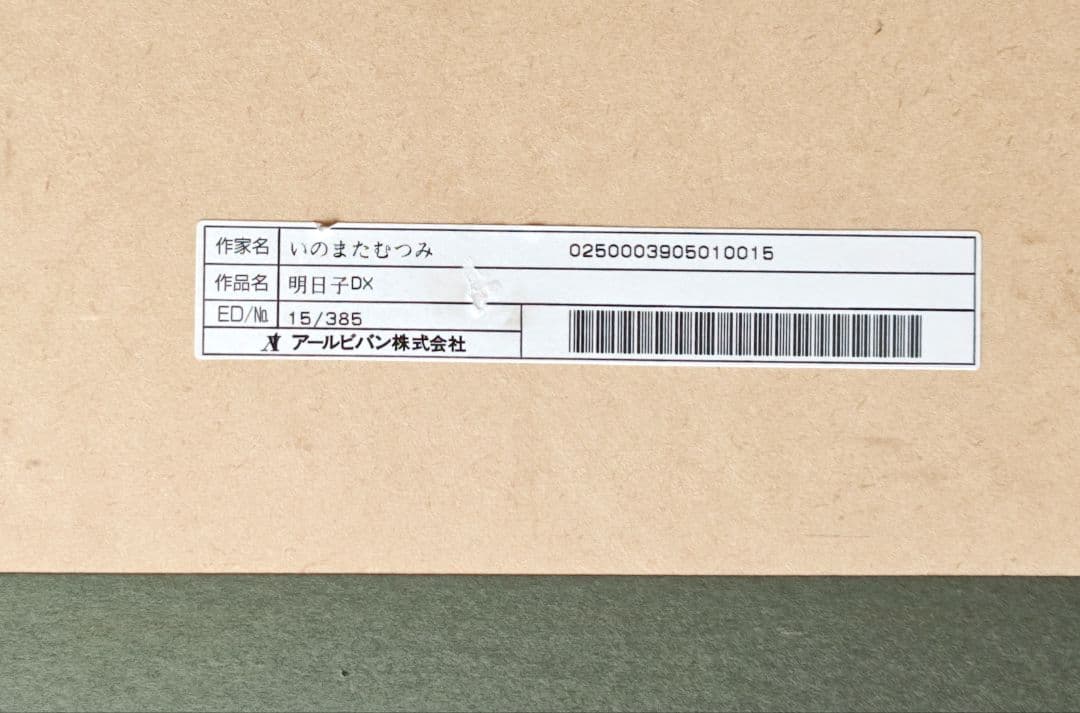 作家名 いのまたむつみ 0250003905010015
作品名 明日子DX
ED/№ 15/385
アールビバン株式会社